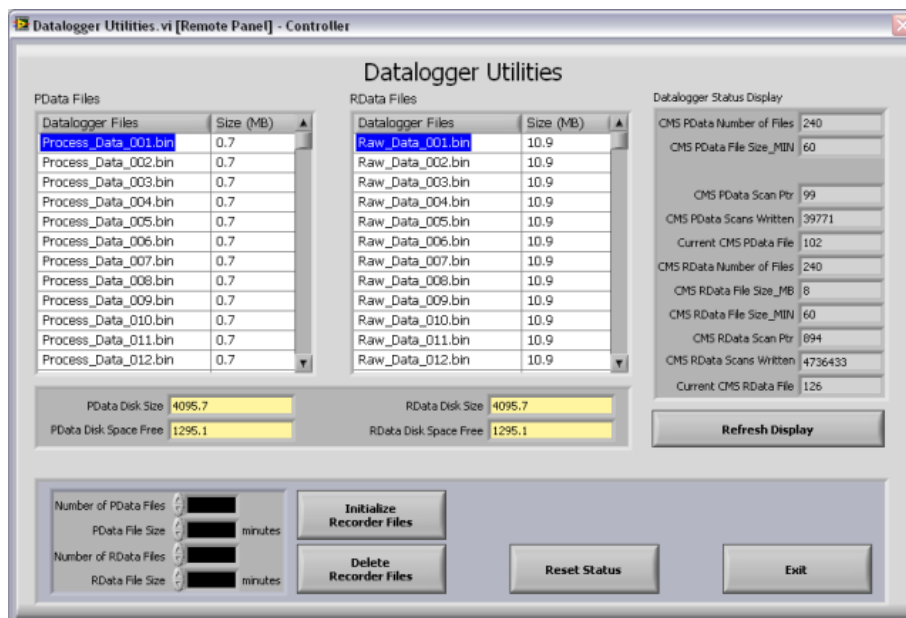 Datalogger Utilities.vi [Remote Panel] - Controller
Datalogger Utilities
PData Files
Datalogger Files Size (MB)
Process_Data_001.bin 0.7
Process_Data_002.bin 0.7
Process_Data_003.bin 0.7
Process_Data_004.bin 0.7
Process_Data_005.bin 0.7
Process_Data_006.bin 0.7
Process_Data_007.bin 0.7
Process_Data_008.bin 0.7
Process_Data_009.bin 0.7
Process_Data_010.bin 0.7
Process_Data_011.bin 0.7
Process_Data_012.bin 0.7
RData Files
Datalogger Files Size (MB)
Raw_Data_001.bin 10.9
Raw_Data_002.bin 10.9
Raw_Data_003.bin 10.9
Raw_Data_004.bin 10.9
Raw_Data_005.bin 10.9
Raw_Data_006.bin 10.9
Raw_Data_007.bin 10.9
Raw_Data_008.bin 10.9
Raw_Data_009.bin 10.9
Raw_Data_010.bin 10.9
Raw_Data_011.bin 10.9
Raw_Data_012.bin 10.9
Datalogger Status Display
CMS PData Number of Files 240
CMS PData File Size_MIN 60
CMS PData Scan Ptr 99
CMS PData Scans Written 39771
Current CMS PData File 102
CMS RData Number of Files 240
CMS RData File Size_MB 8
CMS RData File Size_MIN 60
CMS RData Scan Ptr 894
CMS RData Scans Written 4736433
Current CMS RData File 126
PData Disk Size 4095.7
PData Disk Space Free 1295.1
RData Disk Size 4095.7
RData Disk Space Free 1295.1
Refresh Display
Number of PData Files
PData File Size minutes
Number of RData Files
RData File Size minutes
Initialize
Recorder Files
Delete
Recorder Files
Reset Status
Exit